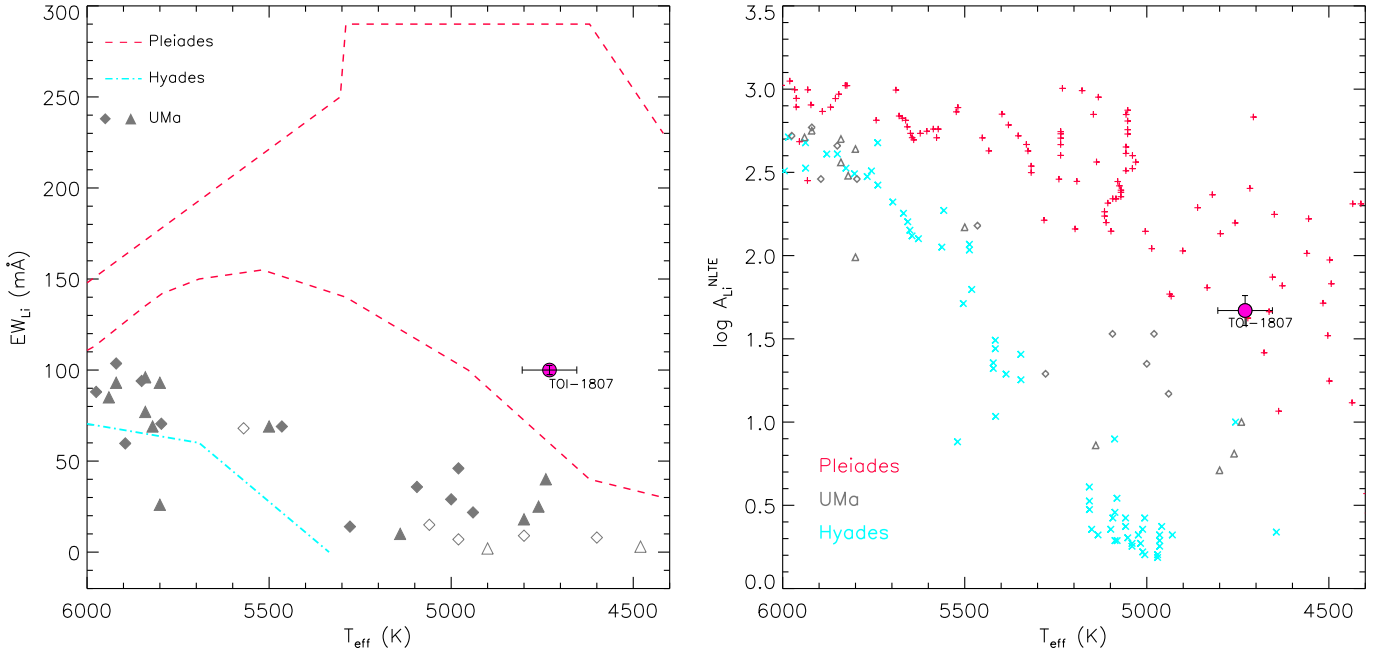 300
250
200
150
100
50
0
EW_Li (mÅ)
Pleiades
Hyades
UMa
TOI-1807
6000 5500 5000 4500
T_eff (K)
3.5
3.0
2.5
2.0
1.5
1.0
0.5
0.0
log A_Li^NLTE
TOI-1807
Pleiades
UMa
Hyades
6000 5500 5000 4500
T_eff (K)